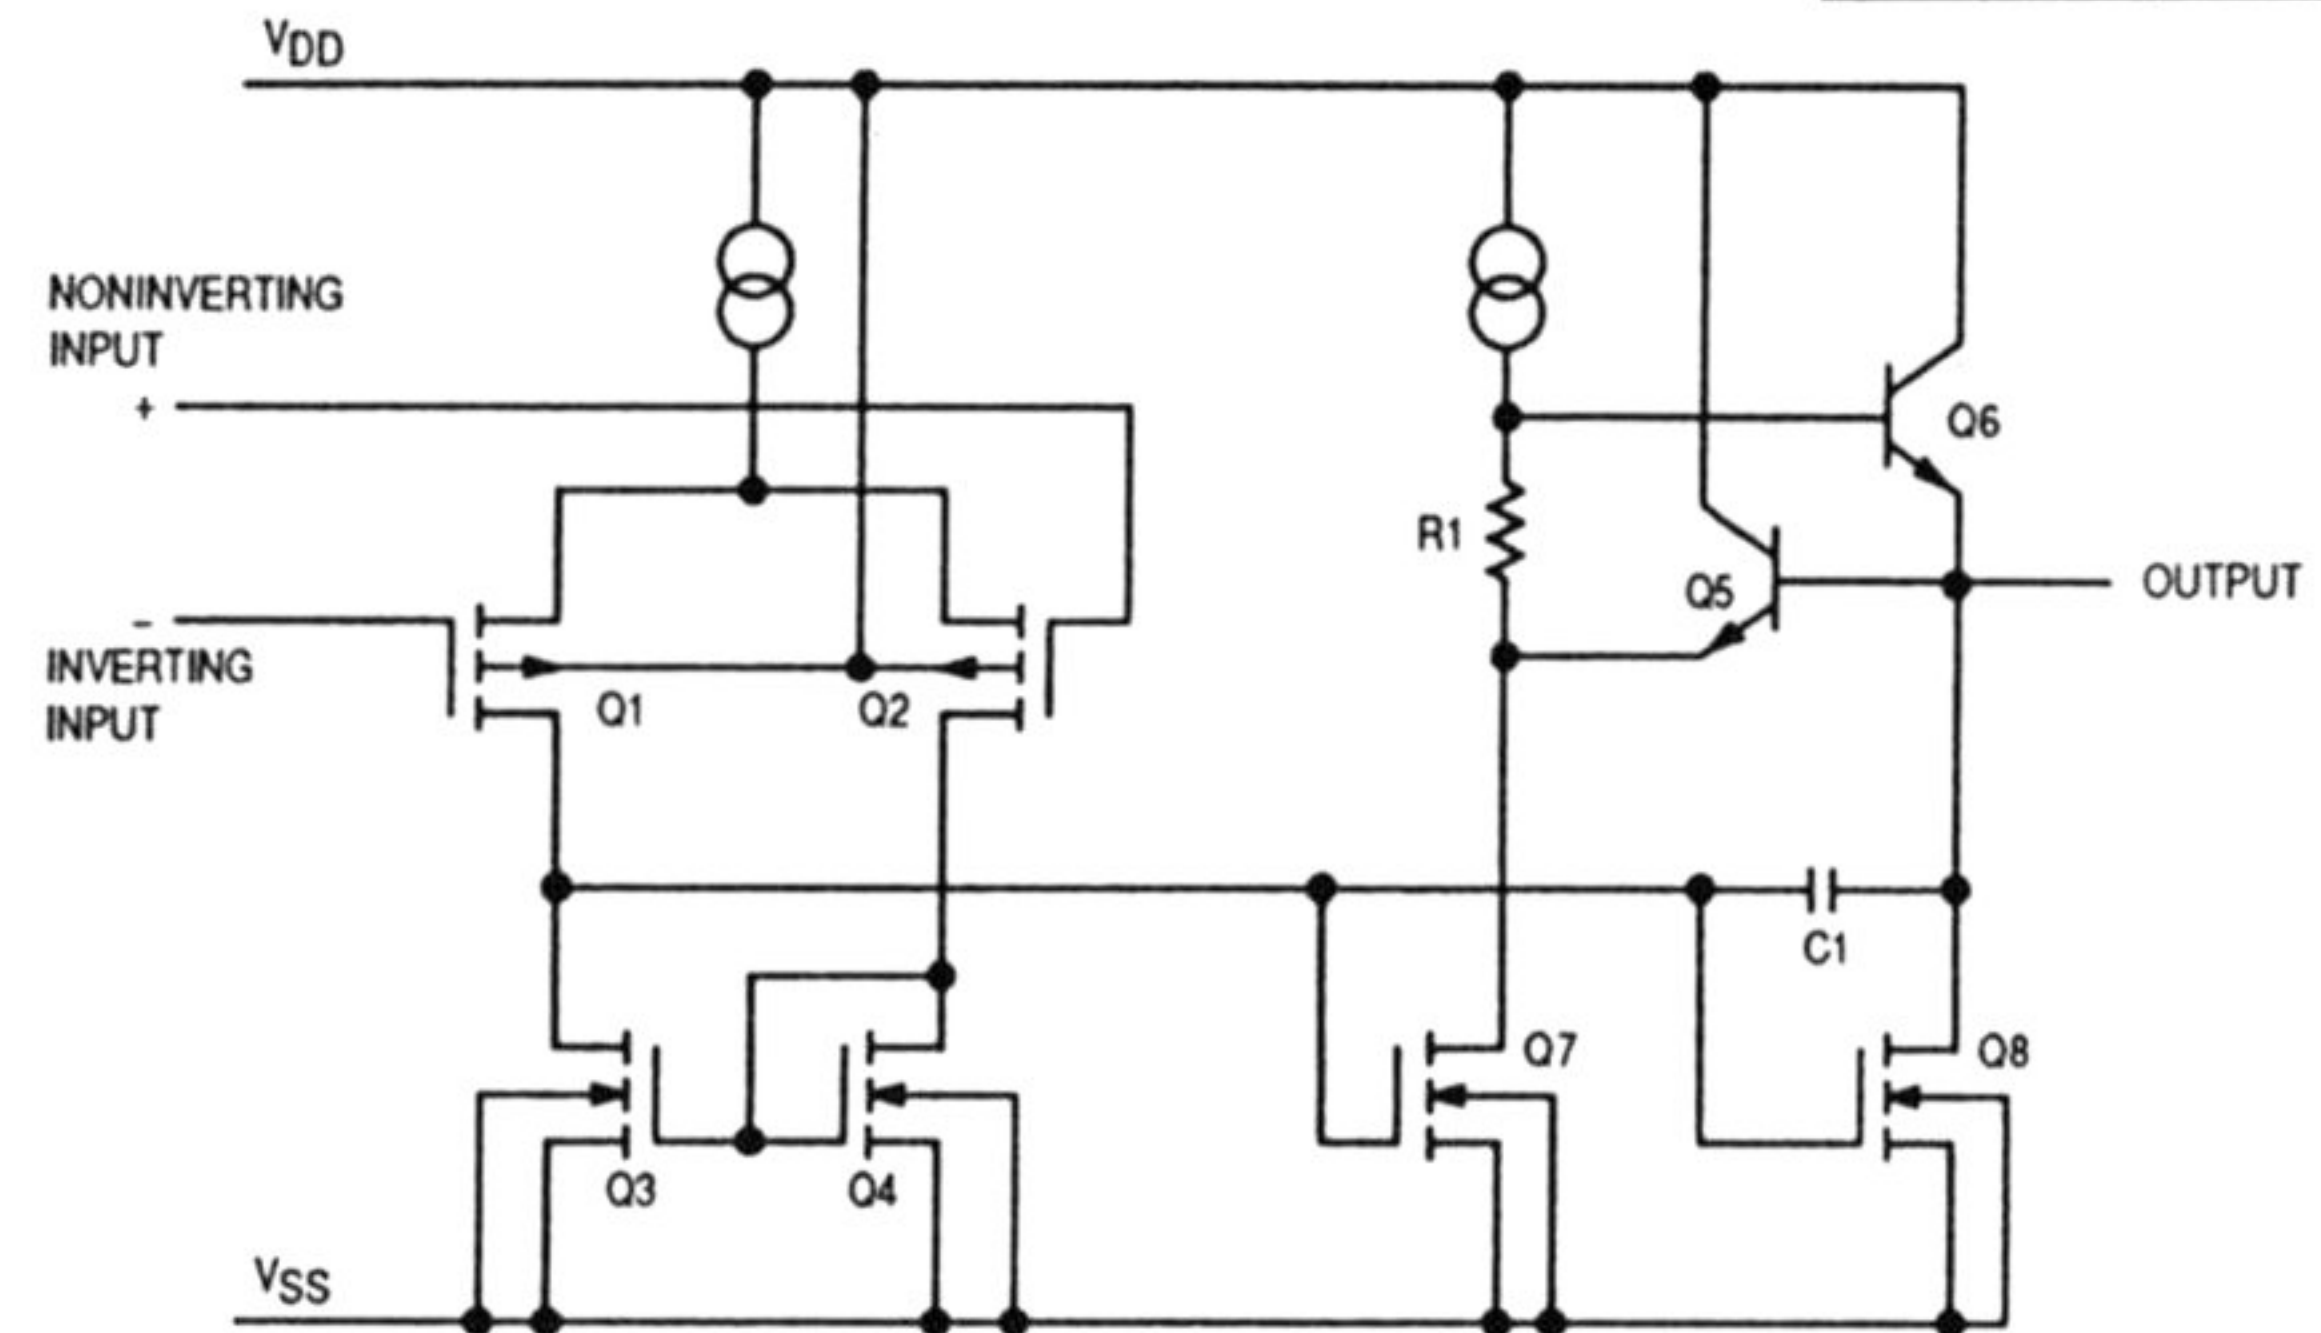 VDD
NONINVERTING
INPUT
+
-
INVERTING
INPUT
Q1
Q2
Q3
Q4
R1
Q5
Q6
OUTPUT
C1
Q7
Q8
VSS